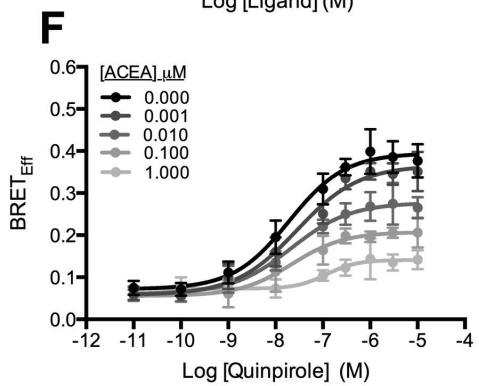 Log [Ligand] (M)
F
[ACEA] μM
0.000
0.001
0.010
0.100
1.000
BRETEff
0.6
0.5
0.4
0.3
0.2
0.1
0.0
-12 -11 -10 -9 -8 -7 -6 -5 -4
Log [Quinpirole] (M)